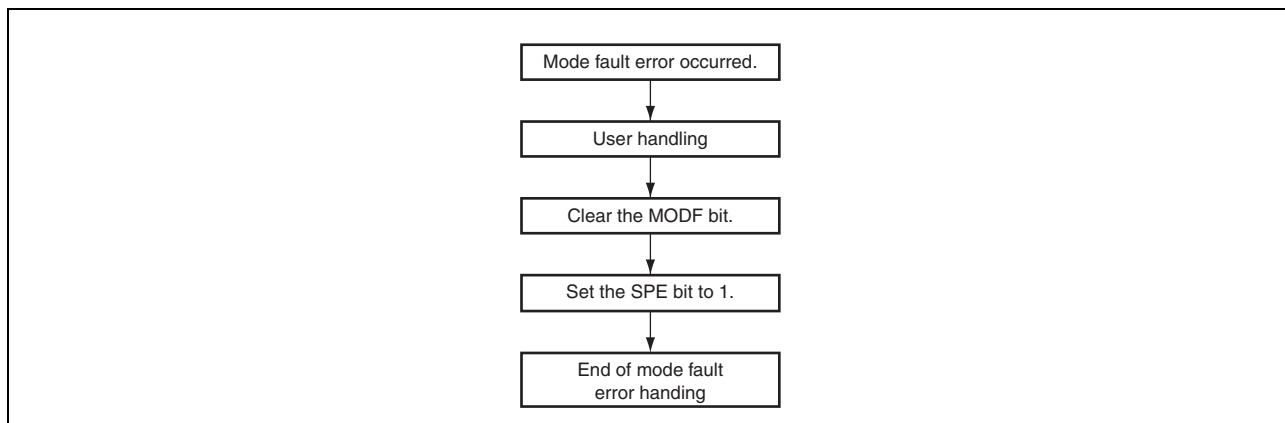 Mode fault error occurred.
User handling
Clear the MODF bit.
Set the SPE bit to 1.
End of mode fault
error handing